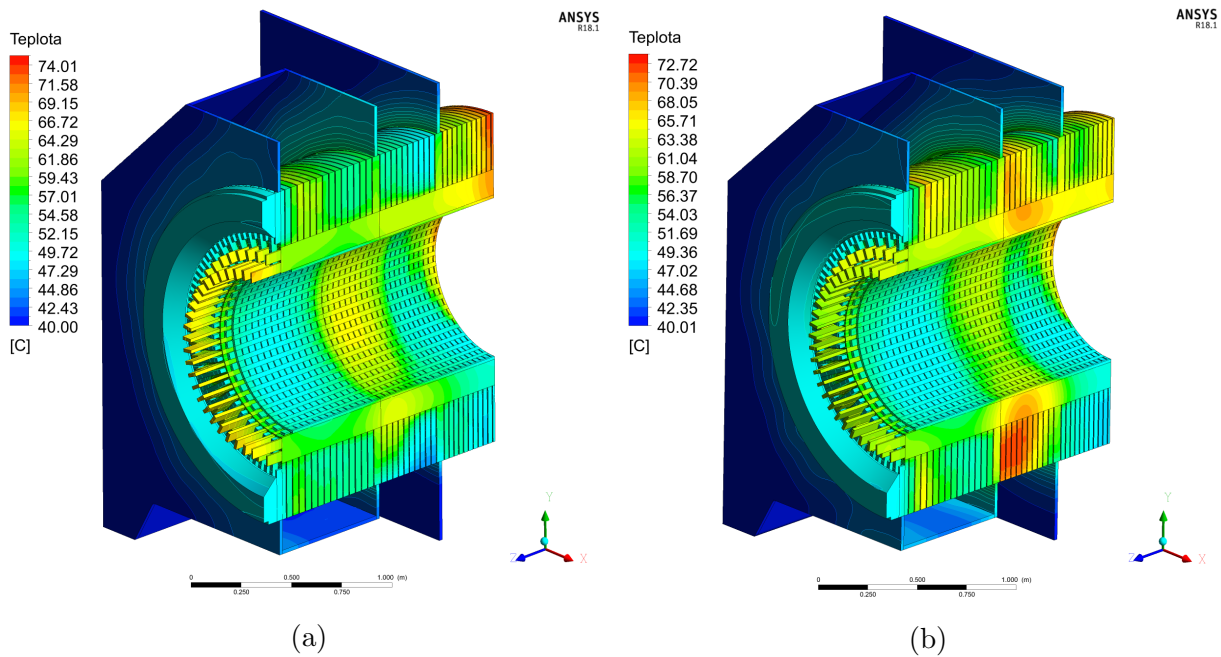 ANSYS
R18.1
Teplota
74.01
71.58
69.15
66.72
64.29
61.86
59.43
57.01
54.58
52.15
49.72
47.29
44.86
42.43
40.00
[C]
Y
Z
X
0 0.500 1.000 (m)
0.250 0.750
(a)
ANSYS
R18.1
Teplota
72.72
70.39
68.05
65.71
63.38
61.04
58.70
56.37
54.03
51.69
49.36
47.02
44.68
42.35
40.01
[C]
Y
Z
X
0 0.500 1.000 (m)
0.250 0.750
(b)